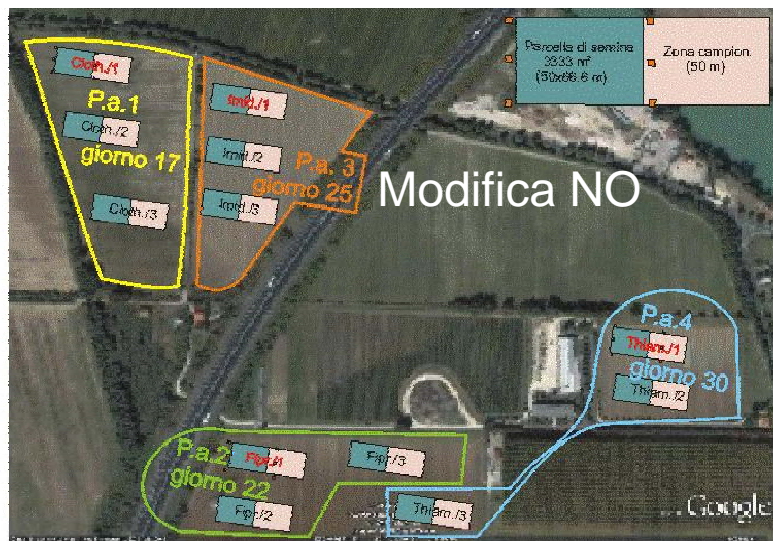 Cloth./1
P.a.1
Cloth./2
giorno 17
Cloth./3
Imid./1
Imid./2
P.a. 3
giorno 25
Imid./3
Modifica NO
Parcella di semina
3333 m²
(50x66.6 m)
Zona campion.
(50 m)
P.a.4
Thiam./1
giorno 30
Thiam./2
P.a.2
giorno 22
Fipr./1
Fipr./3
Fipr./2
Thiam./3
Google